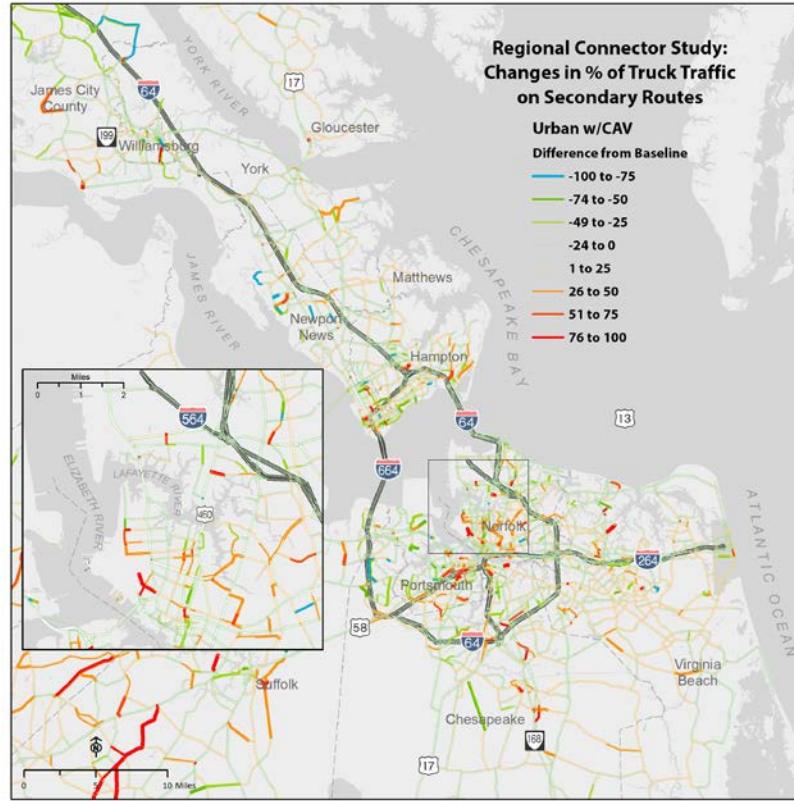 Regional Connector Study:
Changes in % of Truck Traffic
on Secondary Routes
Urban w/CAV
Difference from Baseline
-100 to -75
-74 to -50
-49 to -25
-24 to 0
1 to 25
26 to 50
51 to 75
76 to 100
YORK RIVER
17
James City
County
64
Gloucester
199
Williamsburg
York
CHESAPEAKE BAY
JAMES RIVER
Matthews
Newport
News
Hampton
64
13
664
Norfolk
ATLANTIC OCEAN
264
Portsmouth
58
64
Virginia
Beach
Suffolk
Chesapeake
168
17
Miles
0 1 2
564
ELIZABETH RIVER
LAFAYETTE RIVER
460
N
0 5 10 Miles